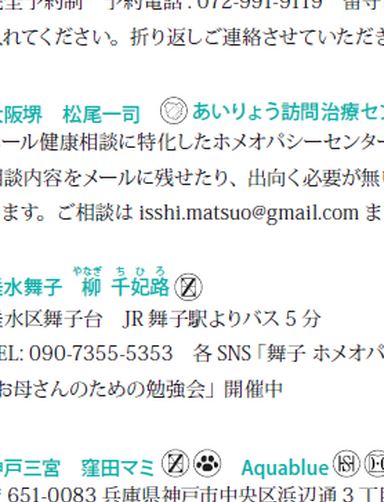 全予約制 予約電話：072-991-9119 留守
入れてください。折り返しご連絡させていただき
大阪堺 松尾一司 あいりょう訪問治療セン
ール健康相談に特化したホメオパシーセンター
相談内容をメールに残せたり、出向く必要が無
ます。ご相談は isshi.matsuo@gmail.com ま
やなぎ ち ひ ろ
垂水舞子 柳 千妃路
垂水区舞子台 JR 舞子駅よりバス 5 分
EL: 090-7355-5353 各 SNS「舞子 ホメオパ
お母さんのための勉強会」開催中
神戸三宮 窪田マミ Aquablue
〒 651-0083 兵庫県神戸市中央区浜辺通 3 丁